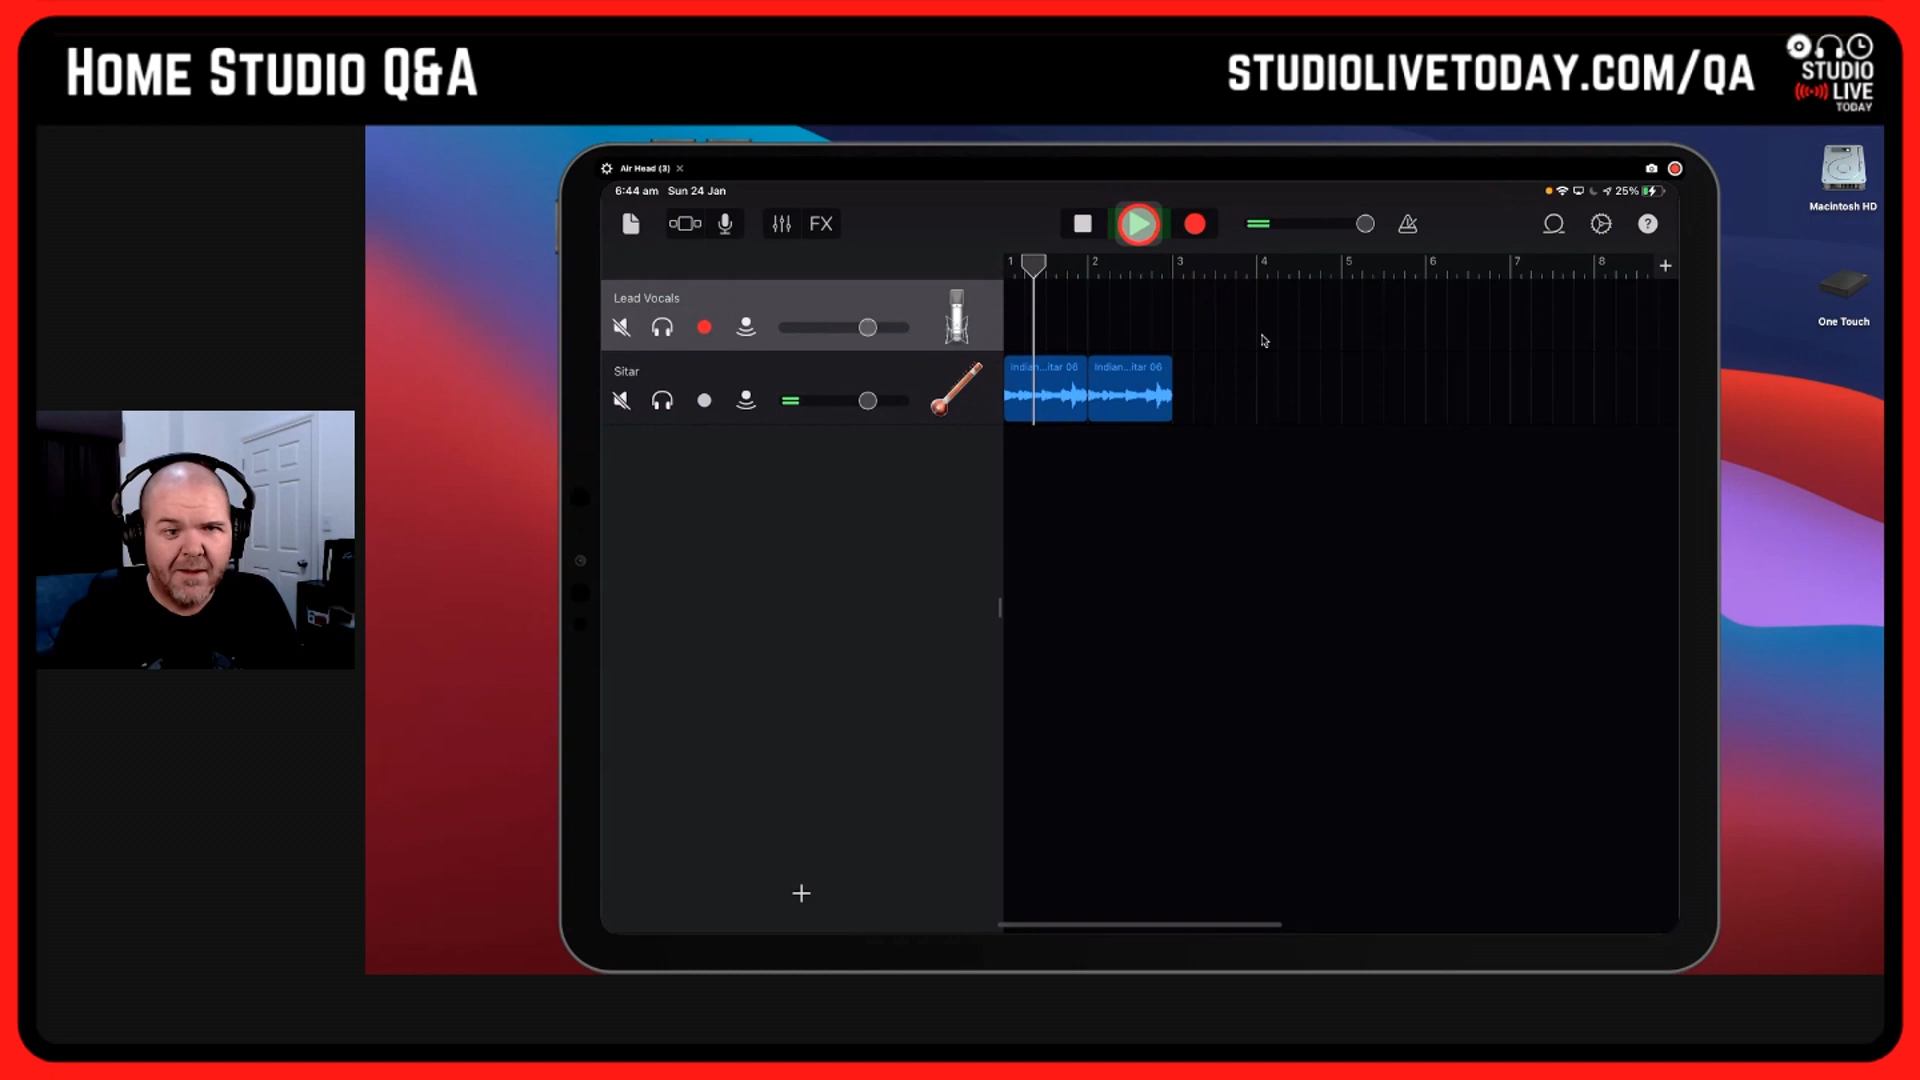 HOME STUDIO Q&A
STUDIOLIVETODAY.COM/QA
STUDIO
LIVE
TODAY
Air Head (3)
6:44 am Sun 24 Jan
25%
FX
1 2 3 4 5 6 7 8
Lead Vocals
Sitar
Indian...itar 06 Indian...itar 06
Macintosh HD
One Touch